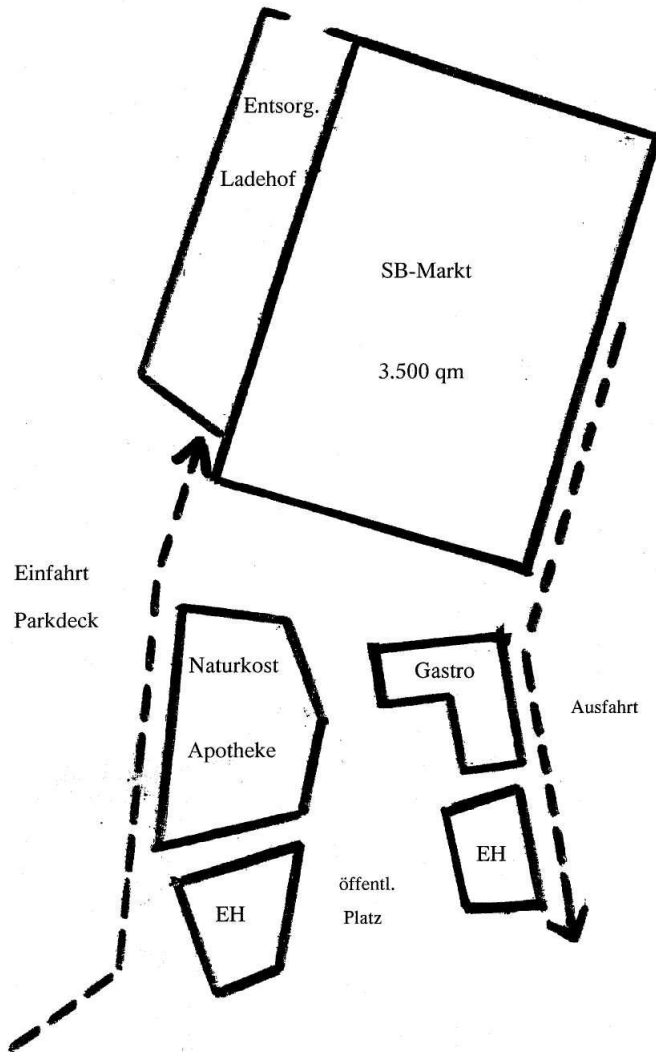 Entsorg.
Ladehof
SB-Markt
3.500 qm
Einfahrt
Parkdeck
Naturkost
Gastro
Ausfahrt
Apotheke
EH
öffentl.
Platz
EH